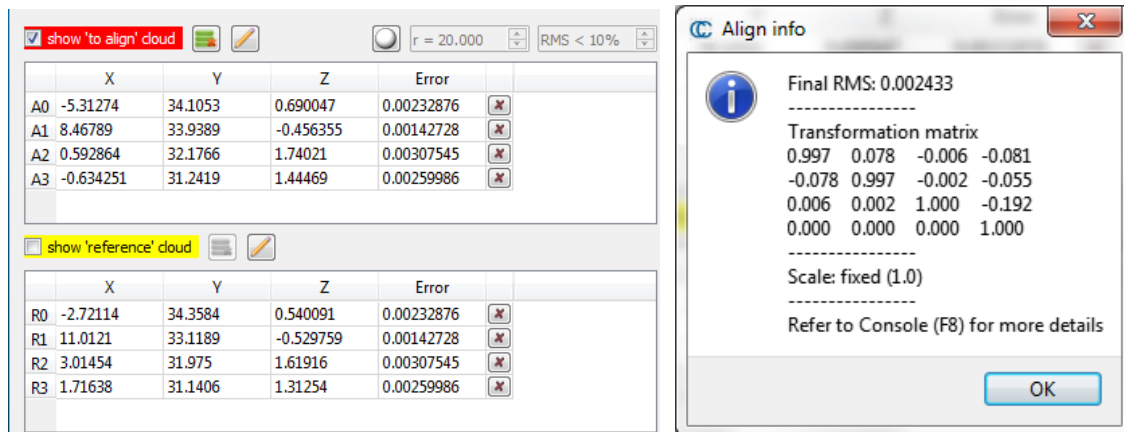 show 'to align' cloud r = 20.000 RMS < 10%
X Y Z Error
A0 -5.31274 34.1053 0.690047 0.00232876
A1 8.46789 33.9389 -0.456355 0.00142728
A2 0.592864 32.1766 1.74021 0.00307545
A3 -0.634251 31.2419 1.44469 0.00259986
show 'reference' cloud
X Y Z Error
R0 -2.72114 34.3584 0.540091 0.00232876
R1 11.0121 33.1189 -0.529759 0.00142728
R2 3.01454 31.975 1.61916 0.00307545
R3 1.71638 31.1406 1.31254 0.00259986
Align info
Final RMS: 0.002433
----------------
Transformation matrix
0.997 0.078 -0.006 -0.081
-0.078 0.997 -0.002 -0.055
0.006 0.002 1.000 -0.192
0.000 0.000 0.000 1.000
----------------
Scale: fixed (1.0)
----------------
Refer to Console (F8) for more details
OK